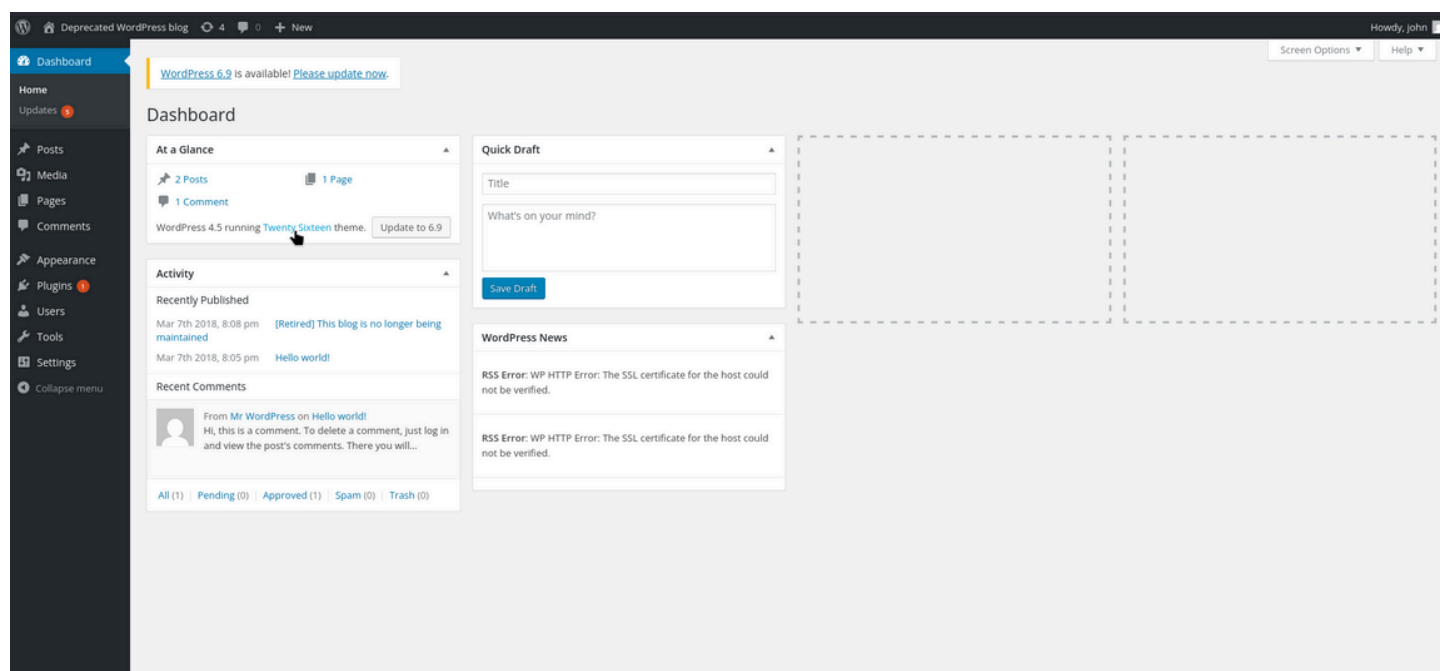 Deprecated WordPress blog 4 0 New
Howdy, john
Dashboard
Home
Updates 5
Posts
Media
Pages
Comments
Appearance
Plugins 1
Users
Tools
Settings
Collapse menu
Screen Options ▼
Help ▼
WordPress 6.9 is available! Please update now.
Dashboard
At a Glance
2 Posts
1 Page
1 Comment
WordPress 4.5 running Twenty Sixteen theme.
Update to 6.9
Activity
Recently Published
Mar 7th 2018, 8:08 pm [Retired] This blog is no longer being
maintained
Mar 7th 2018, 8:05 pm Hello world!
Recent Comments
From Mr WordPress on Hello world!
Hi, this is a comment. To delete a comment, just log in
and view the post's comments. There you will...
All (1) | Pending (0) | Approved (1) | Spam (0) | Trash (0)
Quick Draft
Title
What's on your mind?
Save Draft
WordPress News
RSS Error: WP HTTP Error: The SSL certificate for the host could
not be verified.
RSS Error: WP HTTP Error: The SSL certificate for the host could
not be verified.